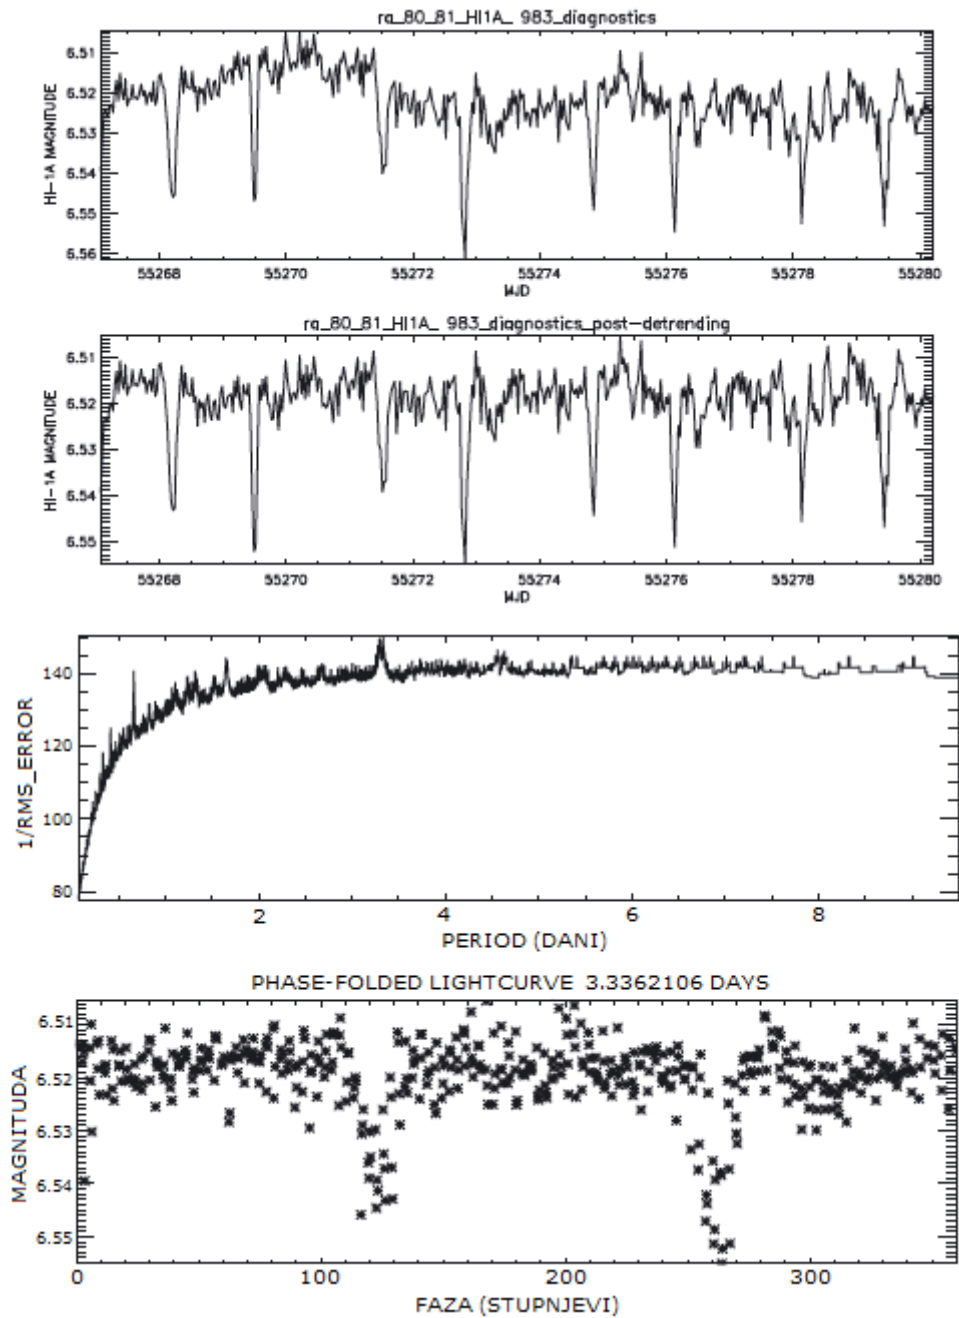 ra_80_81_HI1A_ 983_diagnostics
HI-1A MAGNITUDE
6.51
6.52
6.53
6.54
6.55
6.56
55268 55270 55272 55274 55276 55278 55280
MJD
ra_80_81_HI1A_ 983_diagnostics_post-detrending
HI-1A MAGNITUDE
6.51
6.52
6.53
6.54
6.55
55268 55270 55272 55274 55276 55278 55280
MJD
1/RMS_ERROR
140
120
100
80
2 4 6 8
PERIOD (DANI)
PHASE-FOLDED LIGHTCURVE 3.3362106 DAYS
MAGNITUDA
6.51
6.52
6.53
6.54
6.55
0 100 200 300
FAZA (STUPNJEVI)